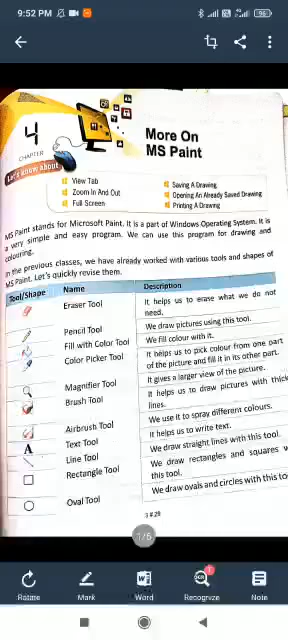 9:52 PM
96
4
CHAPTER
More On
MS Paint
Let's know about
View Tab
Zoom In And Out
Full Screen
Saving A Drawing
Opening An Already Saved Drawing
Printing A Drawing
MS Paint stands for Microsoft Paint. It is a part of Windows Operating System. It is
a very simple and easy program. We can use this program for drawing and
colouring.
In the previous classes, we have already worked with various tools and shapes of
MS Paint. Let's quickly revise them.
Tool/Shape Name Description
Eraser Tool It helps us to erase what we do not
need.
Pencil Tool We draw pictures using this tool.
Fill with Color Tool We fill colour with it.
Color Picker Tool It helps us to pick colour from one part
of the picture and fill it in its other part.
Magnifier Tool It gives a larger view of the picture.
Brush Tool It helps us to draw pictures with thick
lines.
Airbrush Tool We use it to spray different colours.
A Text Tool It helps us to write text.
Line Tool We draw straight lines with this tool.
Rectangle Tool We draw rectangles and squares w
this tool.
Oval Tool We draw ovals and circles with this to
1/5
Rotate
Mark
W Word
OCR Recognize
Note